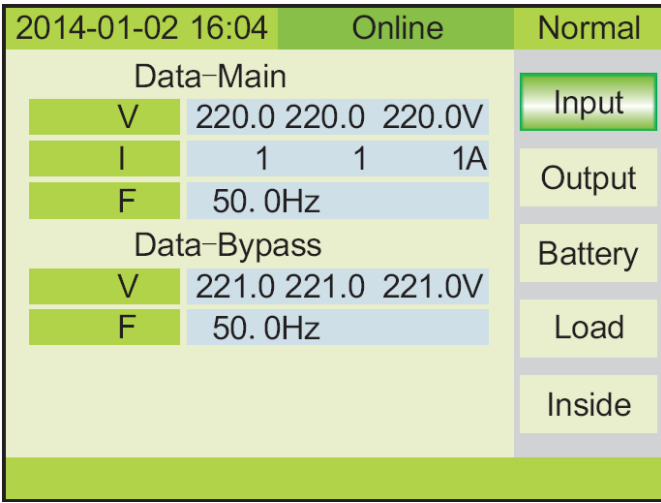 2014-01-02 16:04 Online Normal
Data-Main
V 220.0 220.0 220.0V
I 1 1 1A
F 50.0Hz
Data-Bypass
V 221.0 221.0 221.0V
F 50.0Hz
Input
Output
Battery
Load
Inside